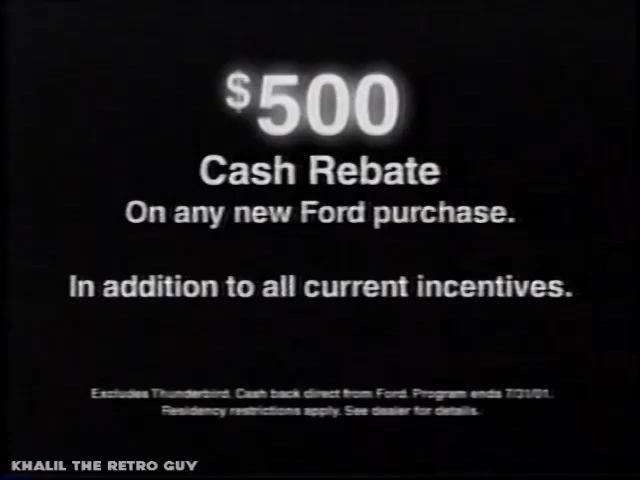 $500
Cash Rebate
On any new Ford purchase.
In addition to all current incentives.
Excludes Thunderbird. Cash back direct from Ford. Program ends 7/31/01.
Residency restrictions apply. See dealer for details.
KHALIL THE RETRO GUY